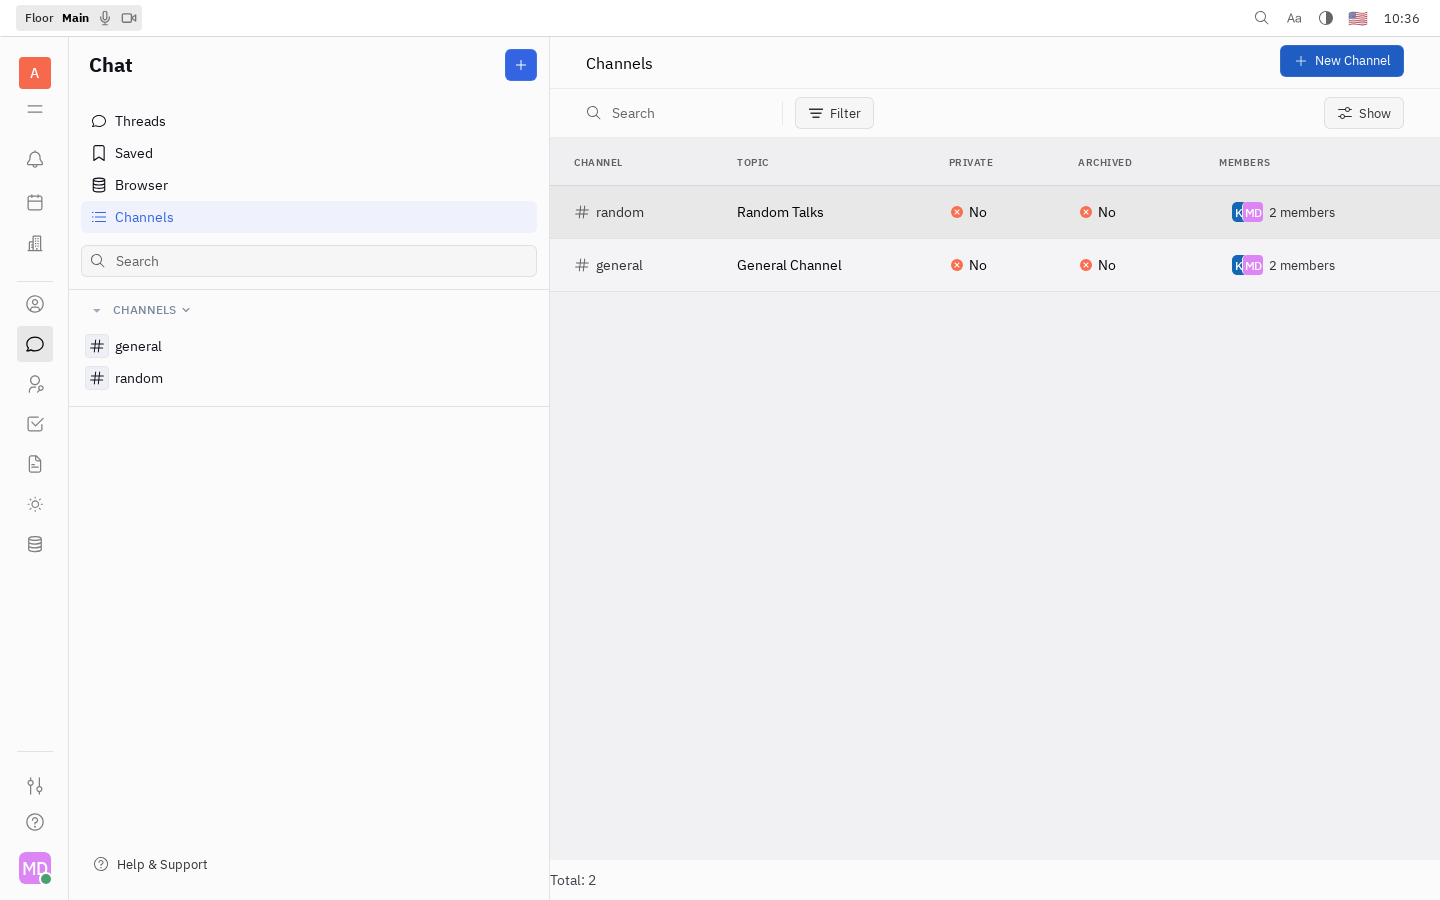 Floor Main
Aa
10:36
A
Chat
Threads
Saved
Browser
Channels
Search
CHANNELS
general
random
Help & Support
MD
Channels
New Channel
Search
Filter
Show
CHANNEL TOPIC PRIVATE ARCHIVED MEMBERS
random Random Talks No No K MD 2 members
general General Channel No No K MD 2 members
Total: 2